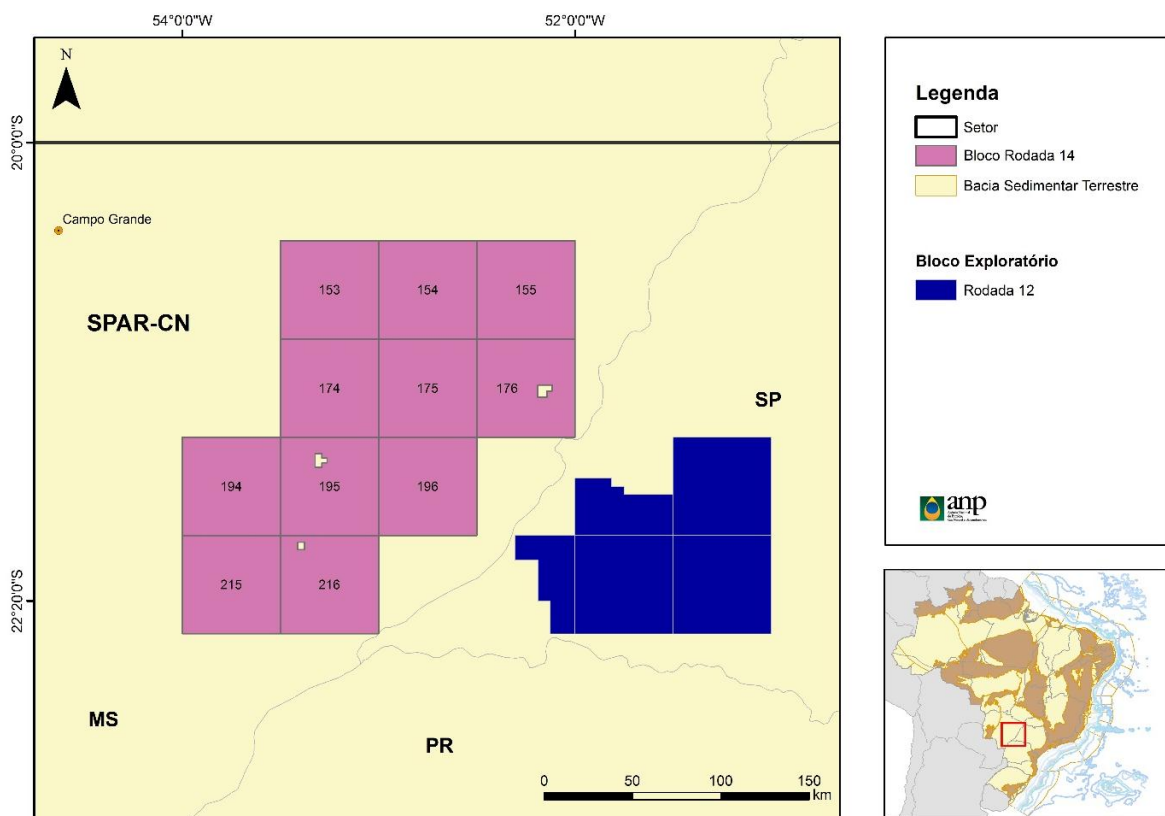 54°0'0"W
52°0'0"W
N
20°0'0"S
Campo Grande
153
154
155
SPAR-CN
174
175
176
SP
194
195
196
215
216
22°20'0"S
MS
PR
0 50 100 150
km
Legenda
Setor
Bloco Rodada 14
Bacia Sedimentar Terrestre
Bloco Exploratório
Rodada 12
anp